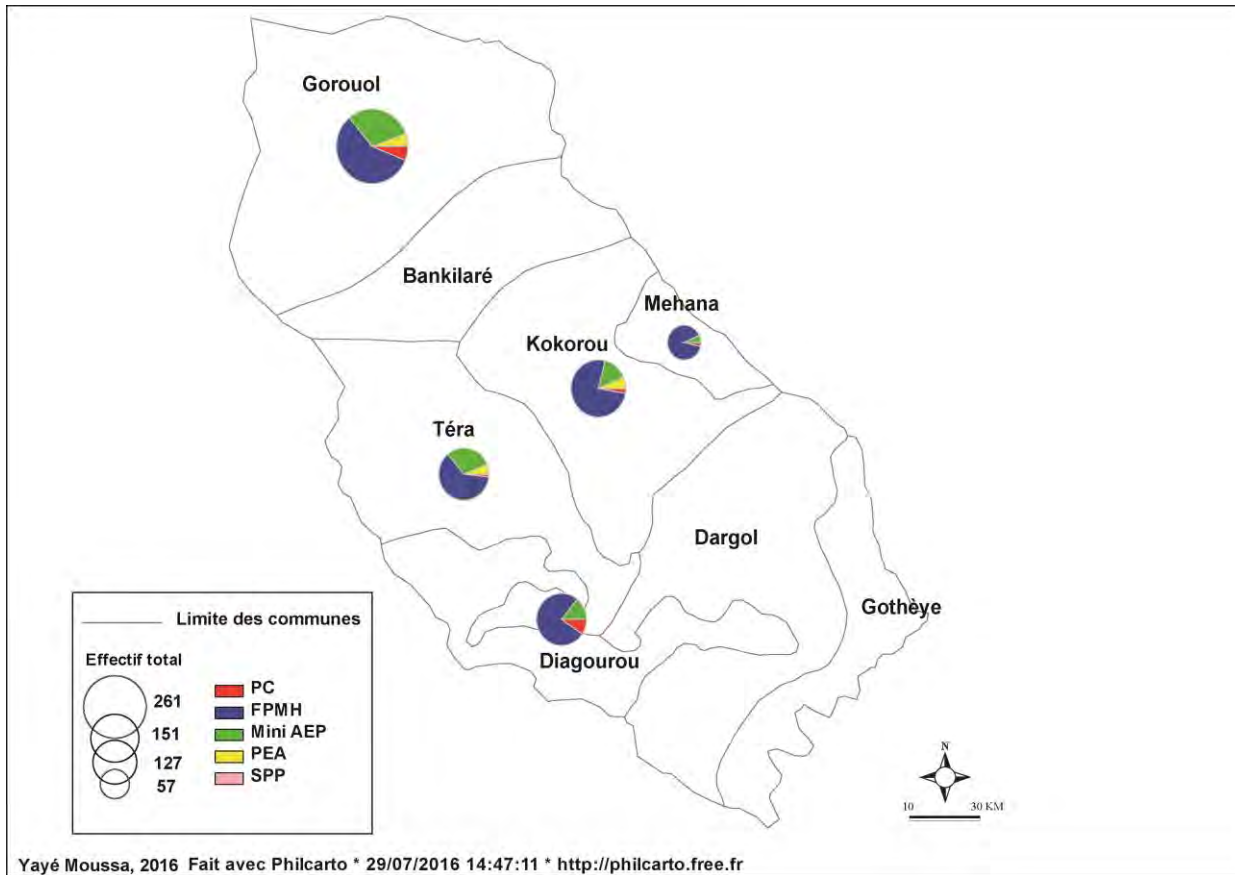 Gorouol
Bankilaré
Mehana
Kokorou
Téra
Dargol
Gothèye
Diagourou
Limite des communes
Effectif total
261
151
127
57
PC
FPMH
Mini AEP
PEA
SPP
N
10 30 KM
Yayé Moussa, 2016 Fait avec Philcarto * 29/07/2016 14:47:11 * http://philcarto.free.fr